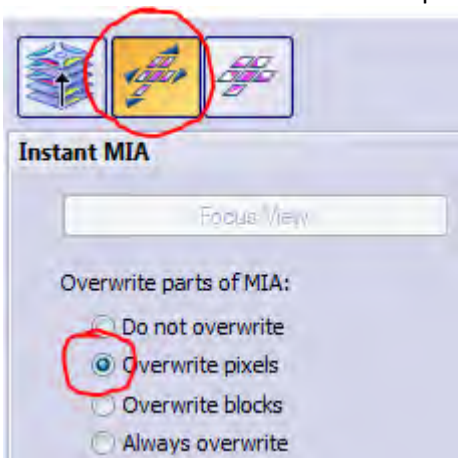 Instant MIA
Focus View
Overwrite parts of MIA:
Do not overwrite
Overwrite pixels
Overwrite blocks
Always overwrite